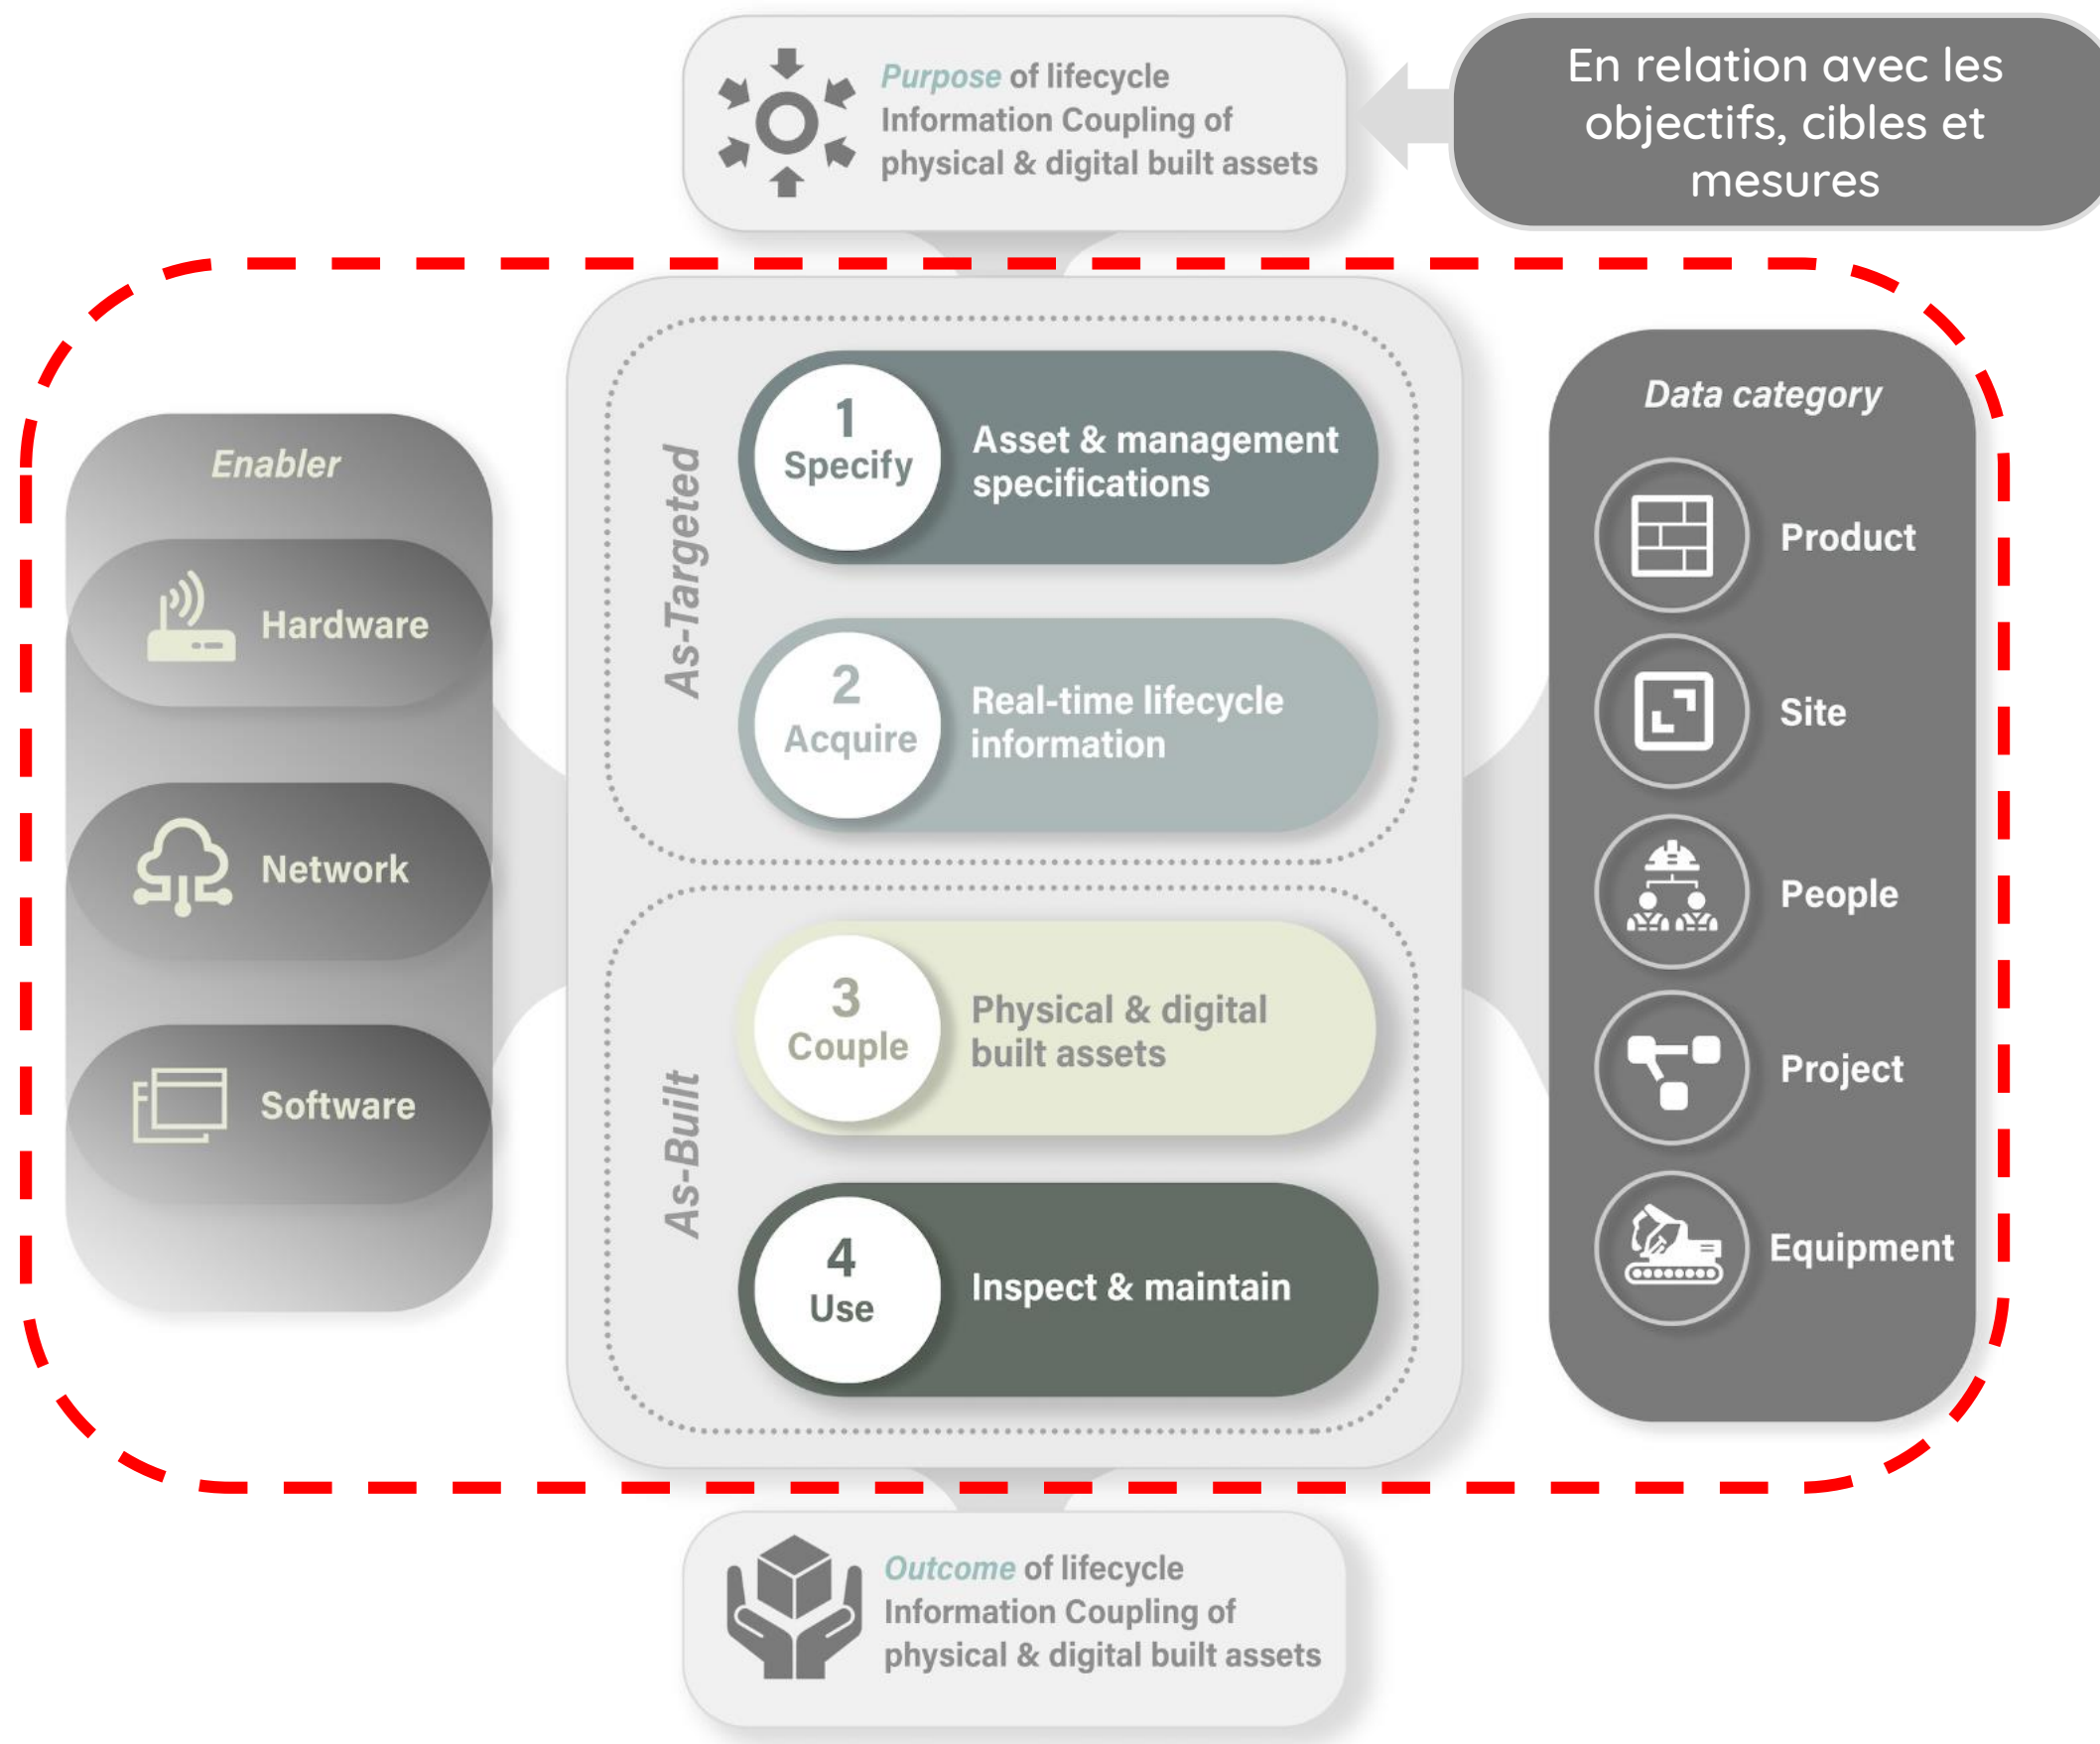 Purpose of lifecycle
Information Coupling of
physical & digital built assets
En relation avec les
objectifs, cibles et
mesures
Enabler
Hardware
Network
Software
As-Targeted
1
Specify
Asset & management
specifications
2
Acquire
Real-time lifecycle
information
As-Built
3
Couple
Physical & digital
built assets
4
Use
Inspect & maintain
Data category
Product
Site
People
Project
Equipment
Outcome of lifecycle
Information Coupling of
physical & digital built assets